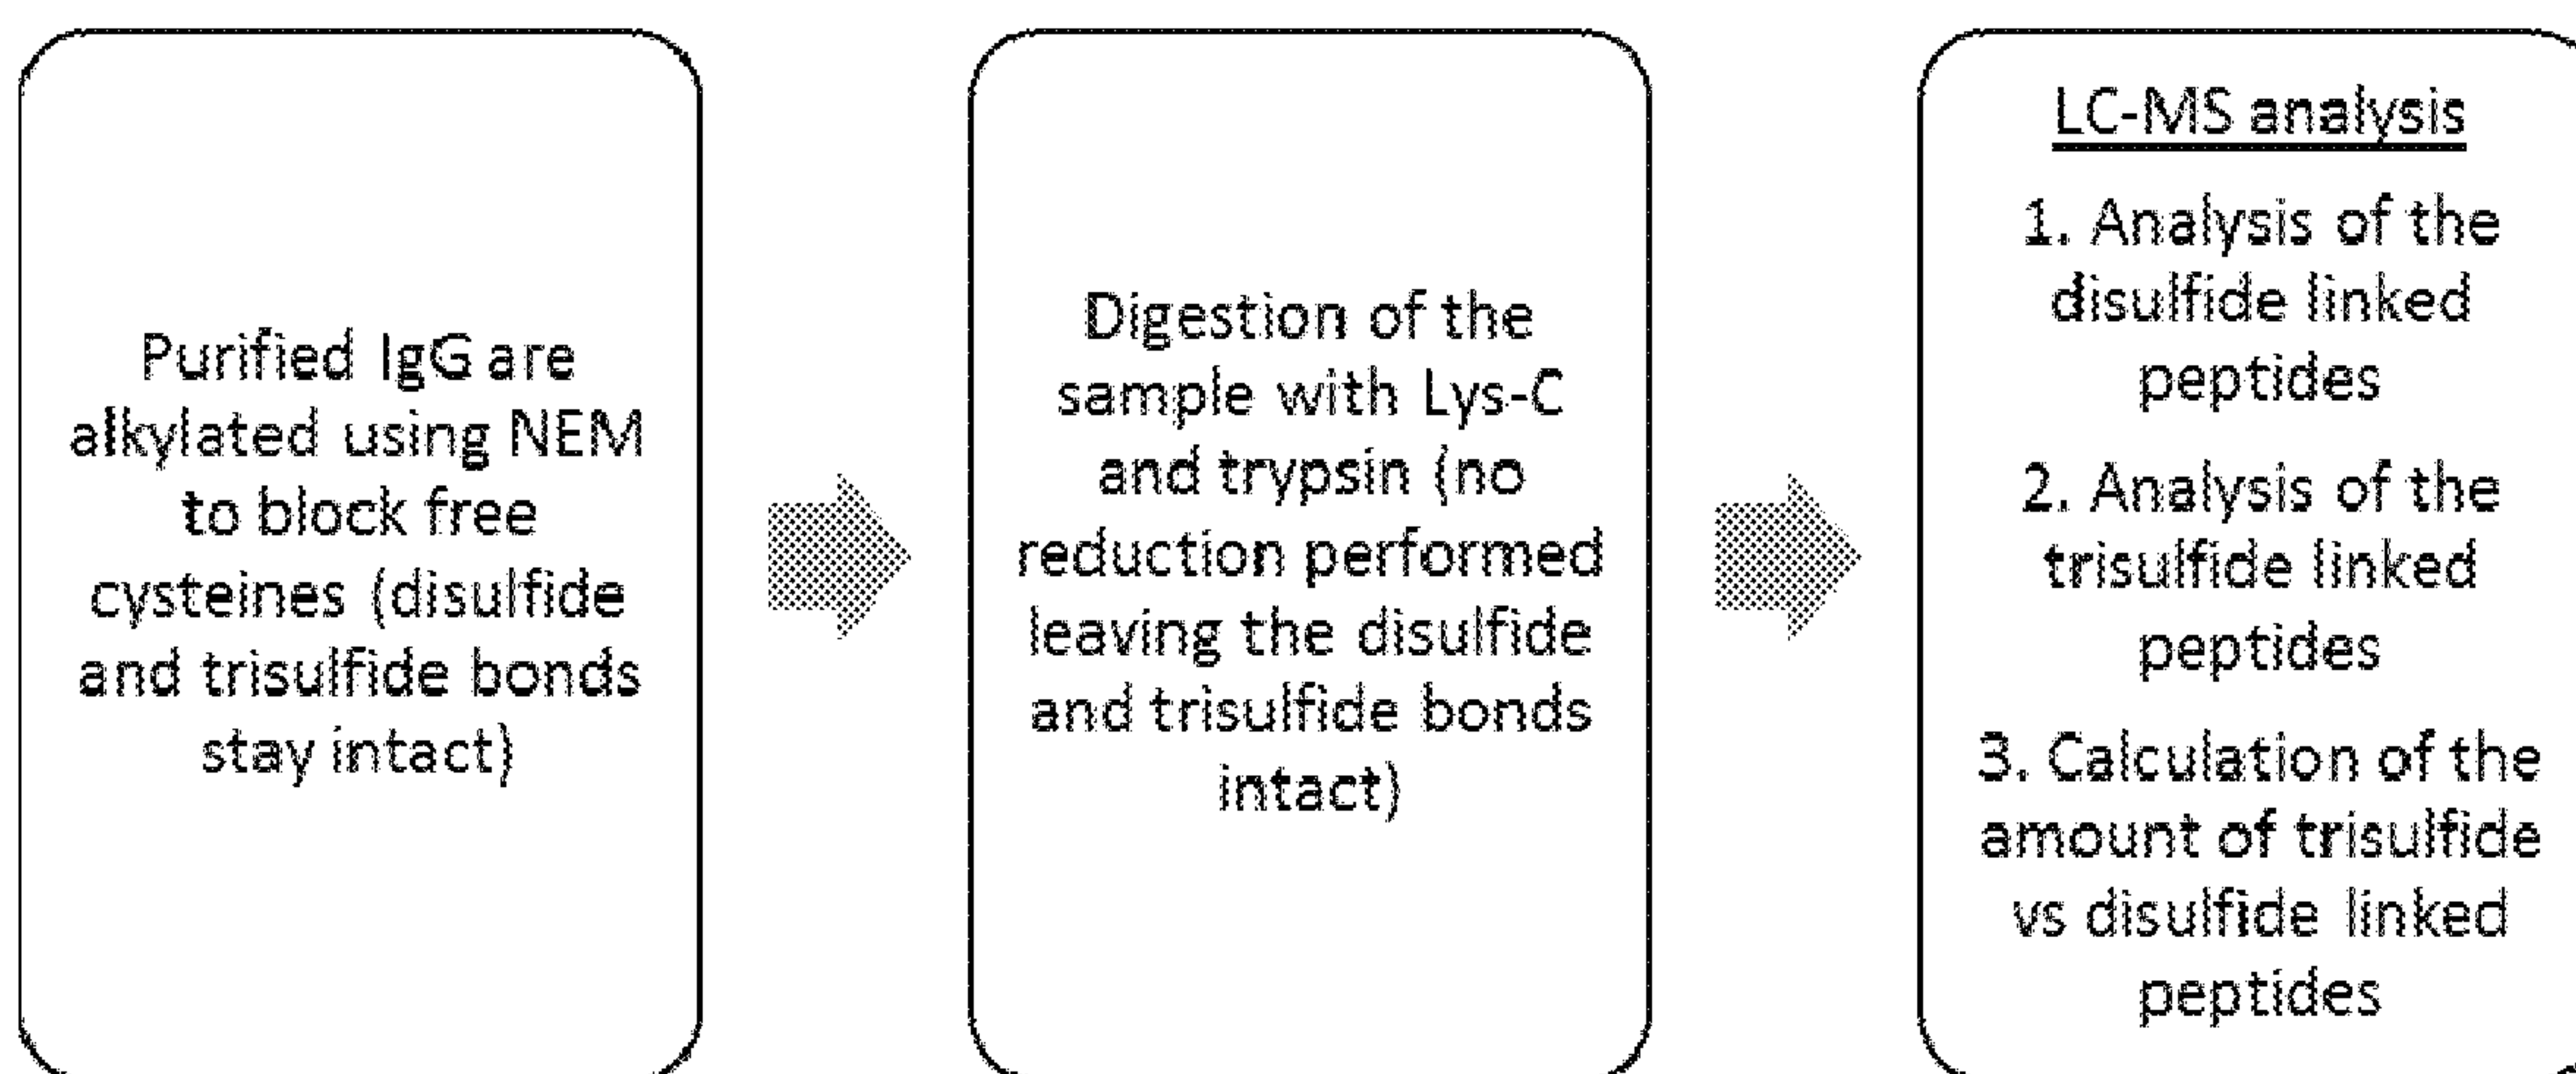 Purified IgG are
alkylated using NEM
to block free
cysteines (disulfide
and trisulfide bonds
stay intact)
Digestion of the
sample with Lys-C
and trypsin (no
reduction performed
leaving the disulfide
and trisulfide bonds
intact)
LC-MS analysis
1. Analysis of the
disulfide linked
peptides
2. Analysis of the
trisulfide linked
peptides
3. Calculation of the
amount of trisulfide
vs disulfide linked
peptides